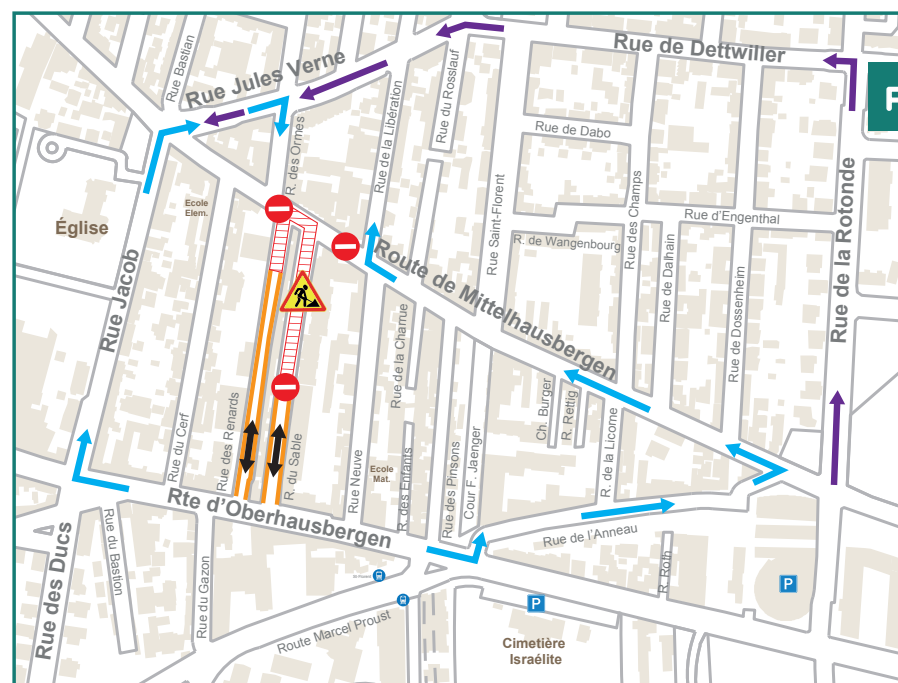 Rue Bastian
Rue Jules Verne
Rue de Dettwiller
F
R. des Ormes
Rue de la Libération
Rue du Rosslauf
Rue de Dabo
Rue Saint-Florent
Rue des Champs
Rue d'Engenthal
R. de Wangenbourg
Rue de Dalhain
Rue de Dossenheim
Rue de la Rotonde
Ecole
Elem.
Église
Rue Jacob
Route de Mittelhausbergen
Rue de la Charrue
Rue du Cerf
Rue des Renards
R. du Sable
Rue Neuve
Ecole
Mat.
R. des Enfants
Rue des Pinsons
Cour F. Jaenger
Ch. Burger
R. Rettig
R. de la Licorne
Rte d'Oberhausbergen
Rue de l'Anneau
R. Roth
Rue des Ducs
Rue du Bastion
Rue du Gazon
Route Marcel Proust
P
P
Cimetière
Israélite